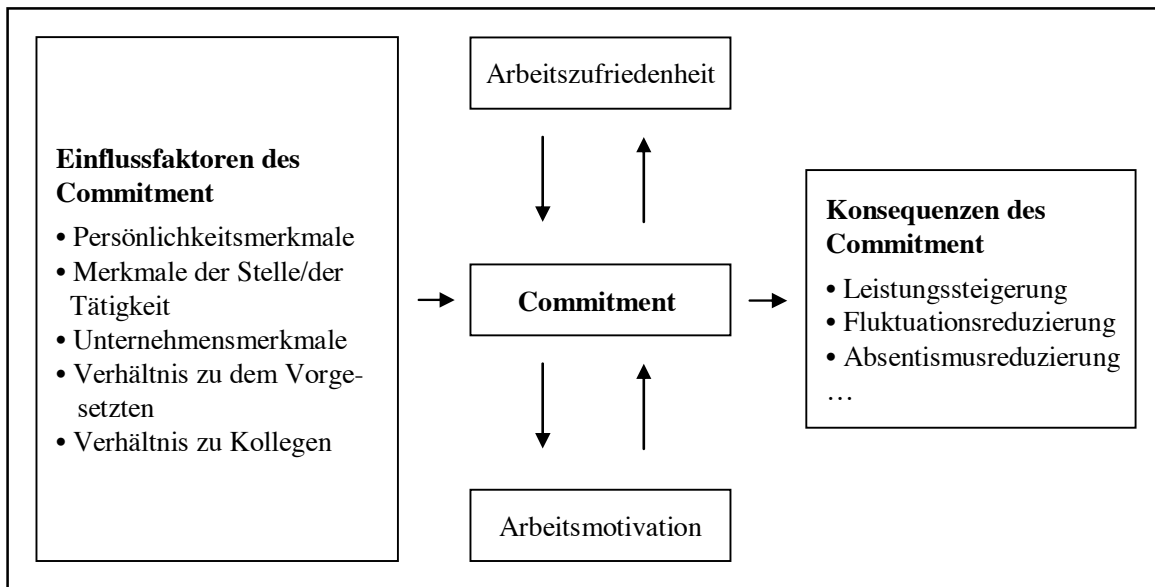 Einflussfaktoren des
Commitment
• Persönlichkeitsmerkmale
• Merkmale der Stelle/der
Tätigkeit
• Unternehmensmerkmale
• Verhältnis zu dem Vorge-
setzten
• Verhältnis zu Kollegen
Arbeitszufriedenheit
Commitment
Arbeitsmotivation
Konsequenzen des
Commitment
• Leistungssteigerung
• Fluktuationsreduzierung
• Absentismusreduzierung
…